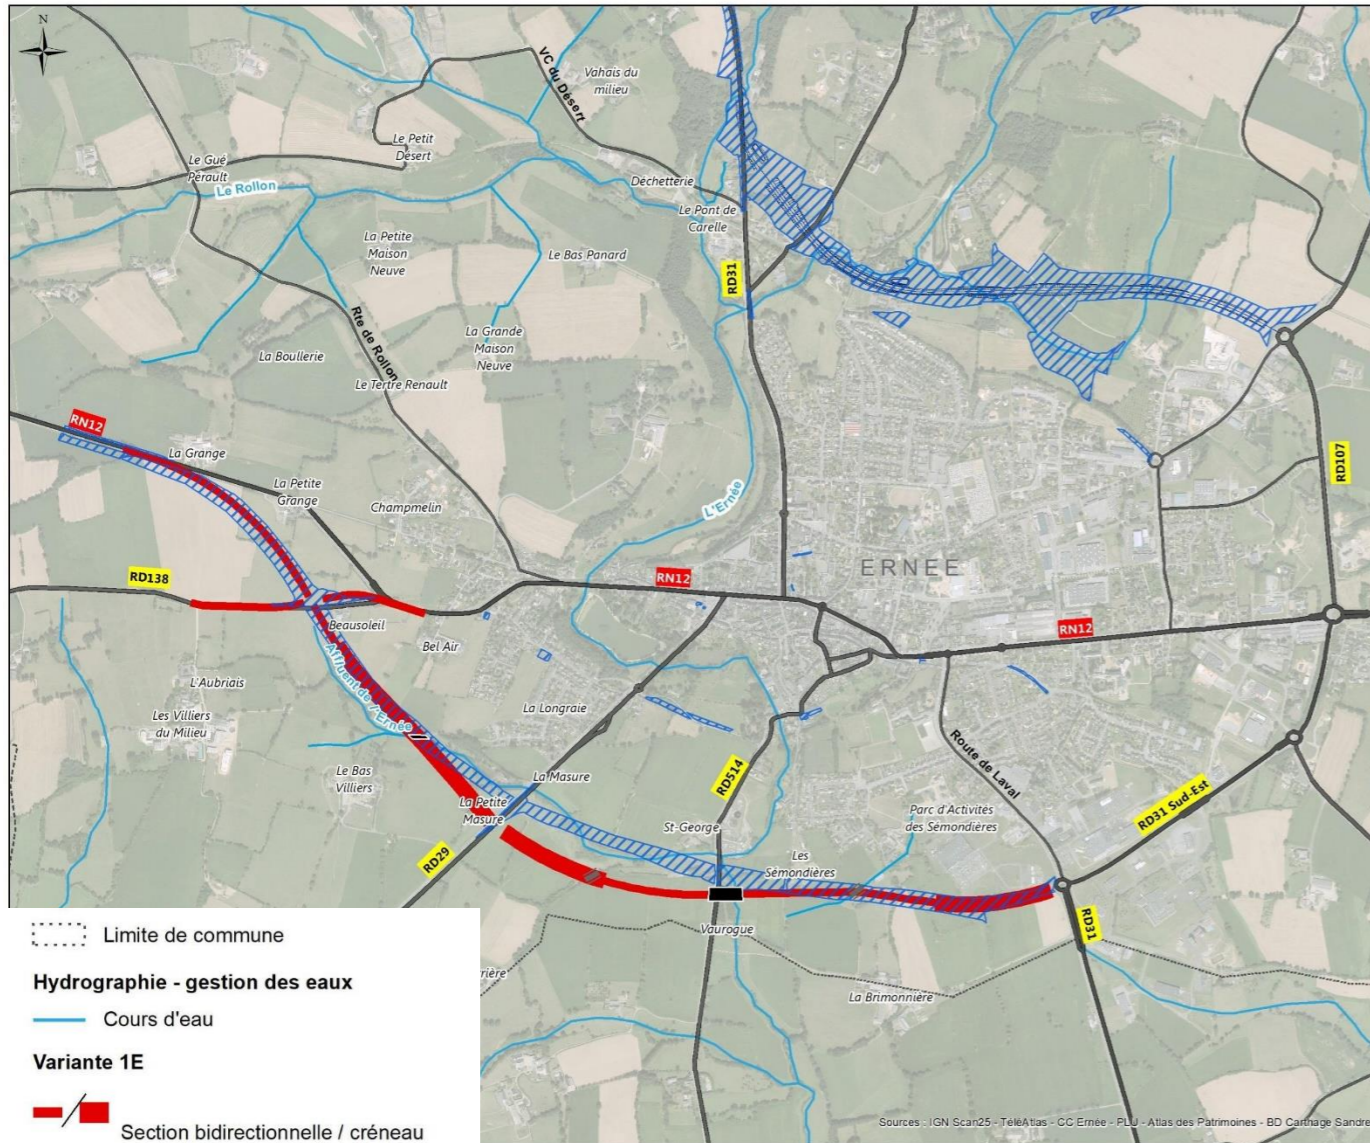 N
VC du Désert
Vahais du
milieu
Le Petit
Désert
Le Gué
Pérault
Le Rollon
Déchetterie
Le Pont de
Carelle
La Petite
Maison
Neuve
Le Bas Panard
RD31
Rte de Rollon
La Grande
Maison
Neuve
La Boullerie
Le Tertre Renault
RN12
La Grange
La Petite
Grange
Champmelin
L'Ernée
RD107
RD138
RN12
ERNEE
RN12
Beausoleil
Bel Air
Affluent de l'Ernée
L'Aubriais
Les Villiers
du Milieu
La Longraie
Le Bas
Villiers
La Masure
La Petite
Masure
RD514
Route de Laval
RD31 Sud-Est
Parc d'Activités
des Sémondières
St-George
Les
Sémondières
RD29
Vaurogue
RD31
La Brimonnière
Limite de commune
Hydrographie - gestion des eaux
Cours d'eau
Variante 1E
Section bidirectionnelle / créneau
Sources : IGN Scan25 - TéléAtlas - CC Ernée - PLU - Atlas des Patrimoines - BD Carthage